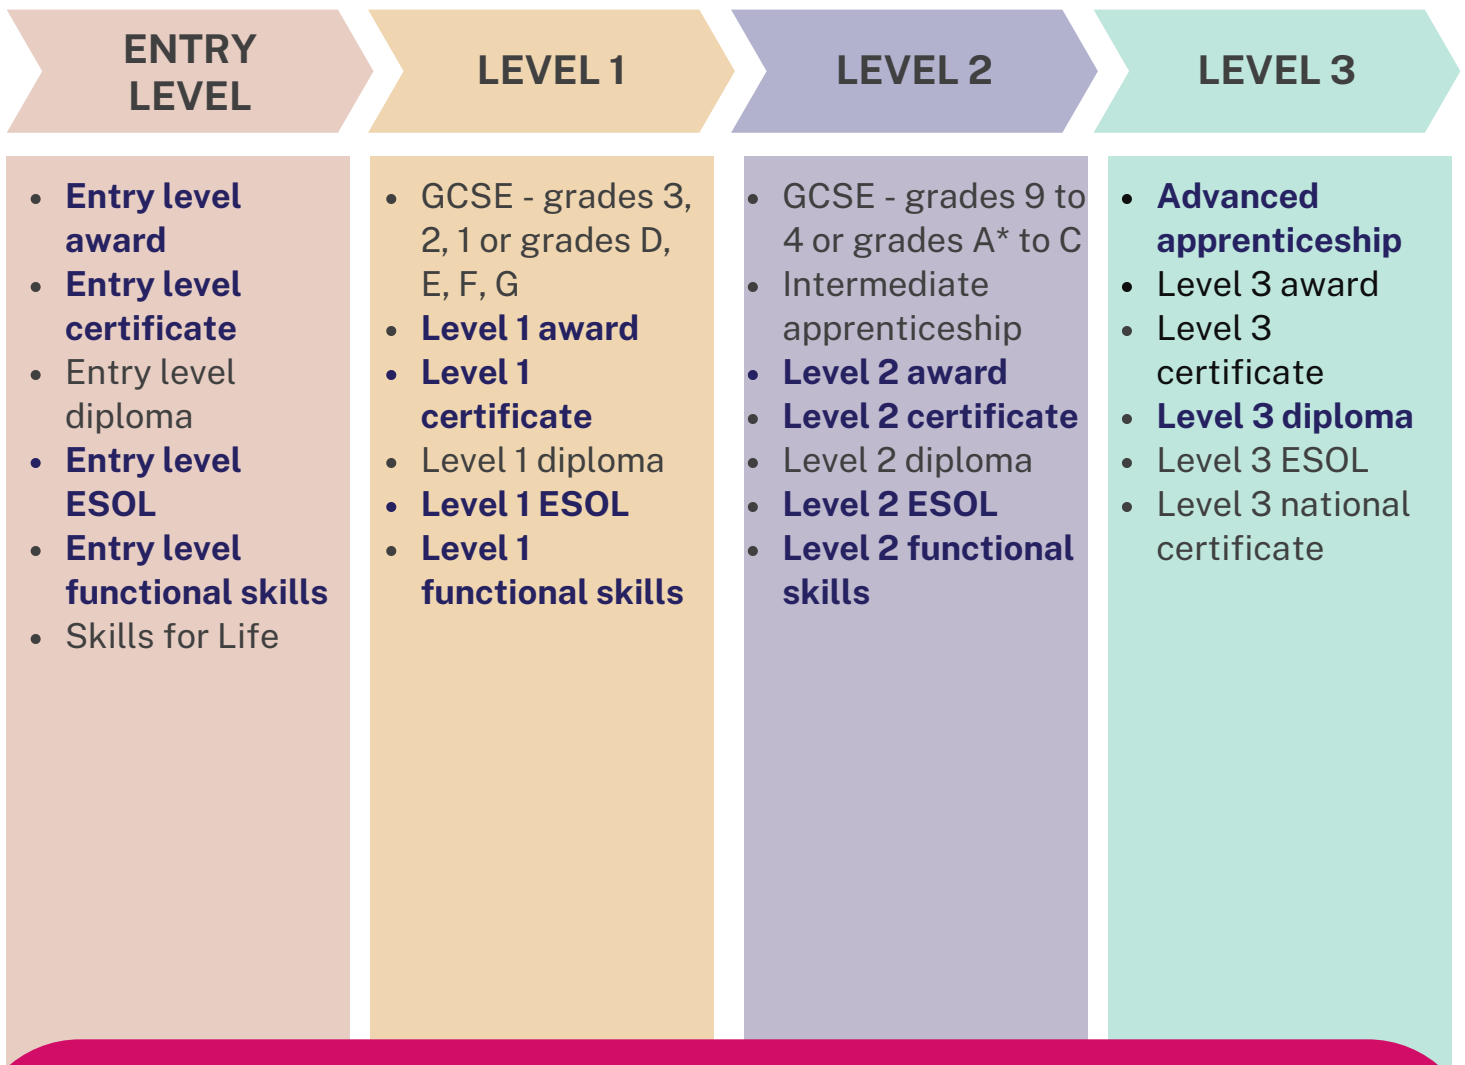 ENTRY
LEVEL
LEVEL 1
LEVEL 2
LEVEL 3
• Entry level
award
• Entry level
certificate
• Entry level
diploma
• Entry level
ESOL
• Entry level
functional skills
• Skills for Life
• GCSE - grades 3,
2, 1 or grades D,
E, F, G
• Level 1 award
• Level 1
certificate
• Level 1 diploma
• Level 1 ESOL
• Level 1
functional skills
• GCSE - grades 9 to
4 or grades A* to C
• Intermediate
apprenticeship
• Level 2 award
• Level 2 certificate
• Level 2 diploma
• Level 2 ESOL
• Level 2 functional
skills
• Advanced
apprenticeship
• Level 3 award
• Level 3
certificate
• Level 3 diploma
• Level 3 ESOL
• Level 3 national
certificate